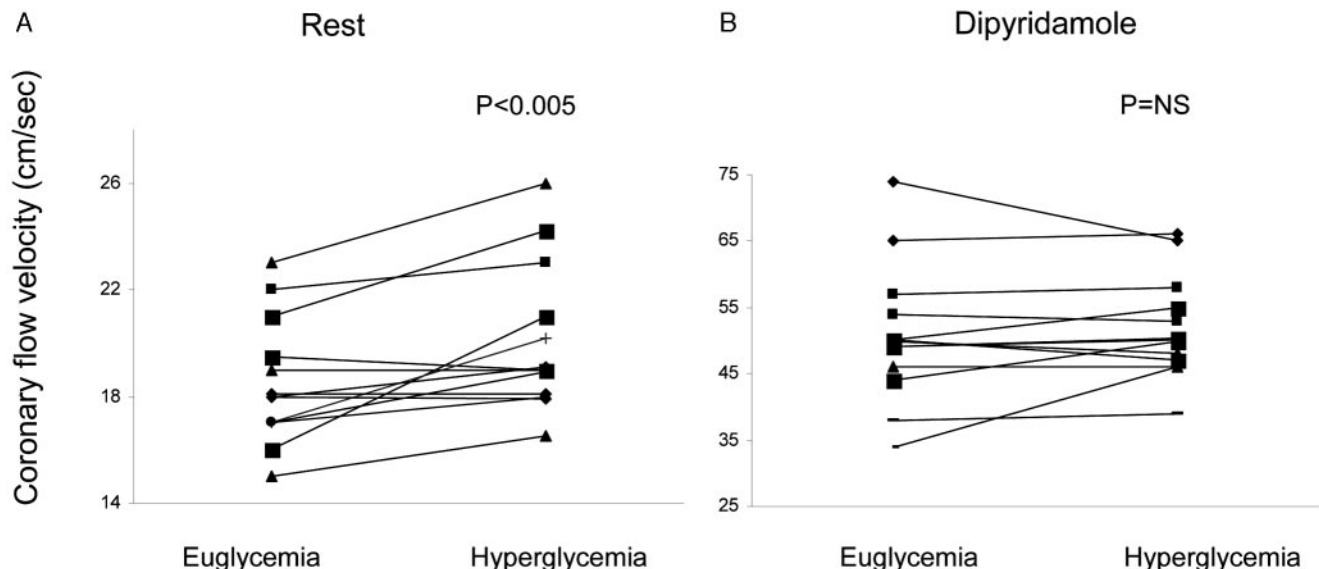 A
Rest
P<0.005
Coronary flow velocity (cm/sec)
26
22
18
14
Euglycemia
Hyperglycemia
B
Dipyridamole
P=NS
75
65
55
45
35
25
Euglycemia
Hyperglycemia